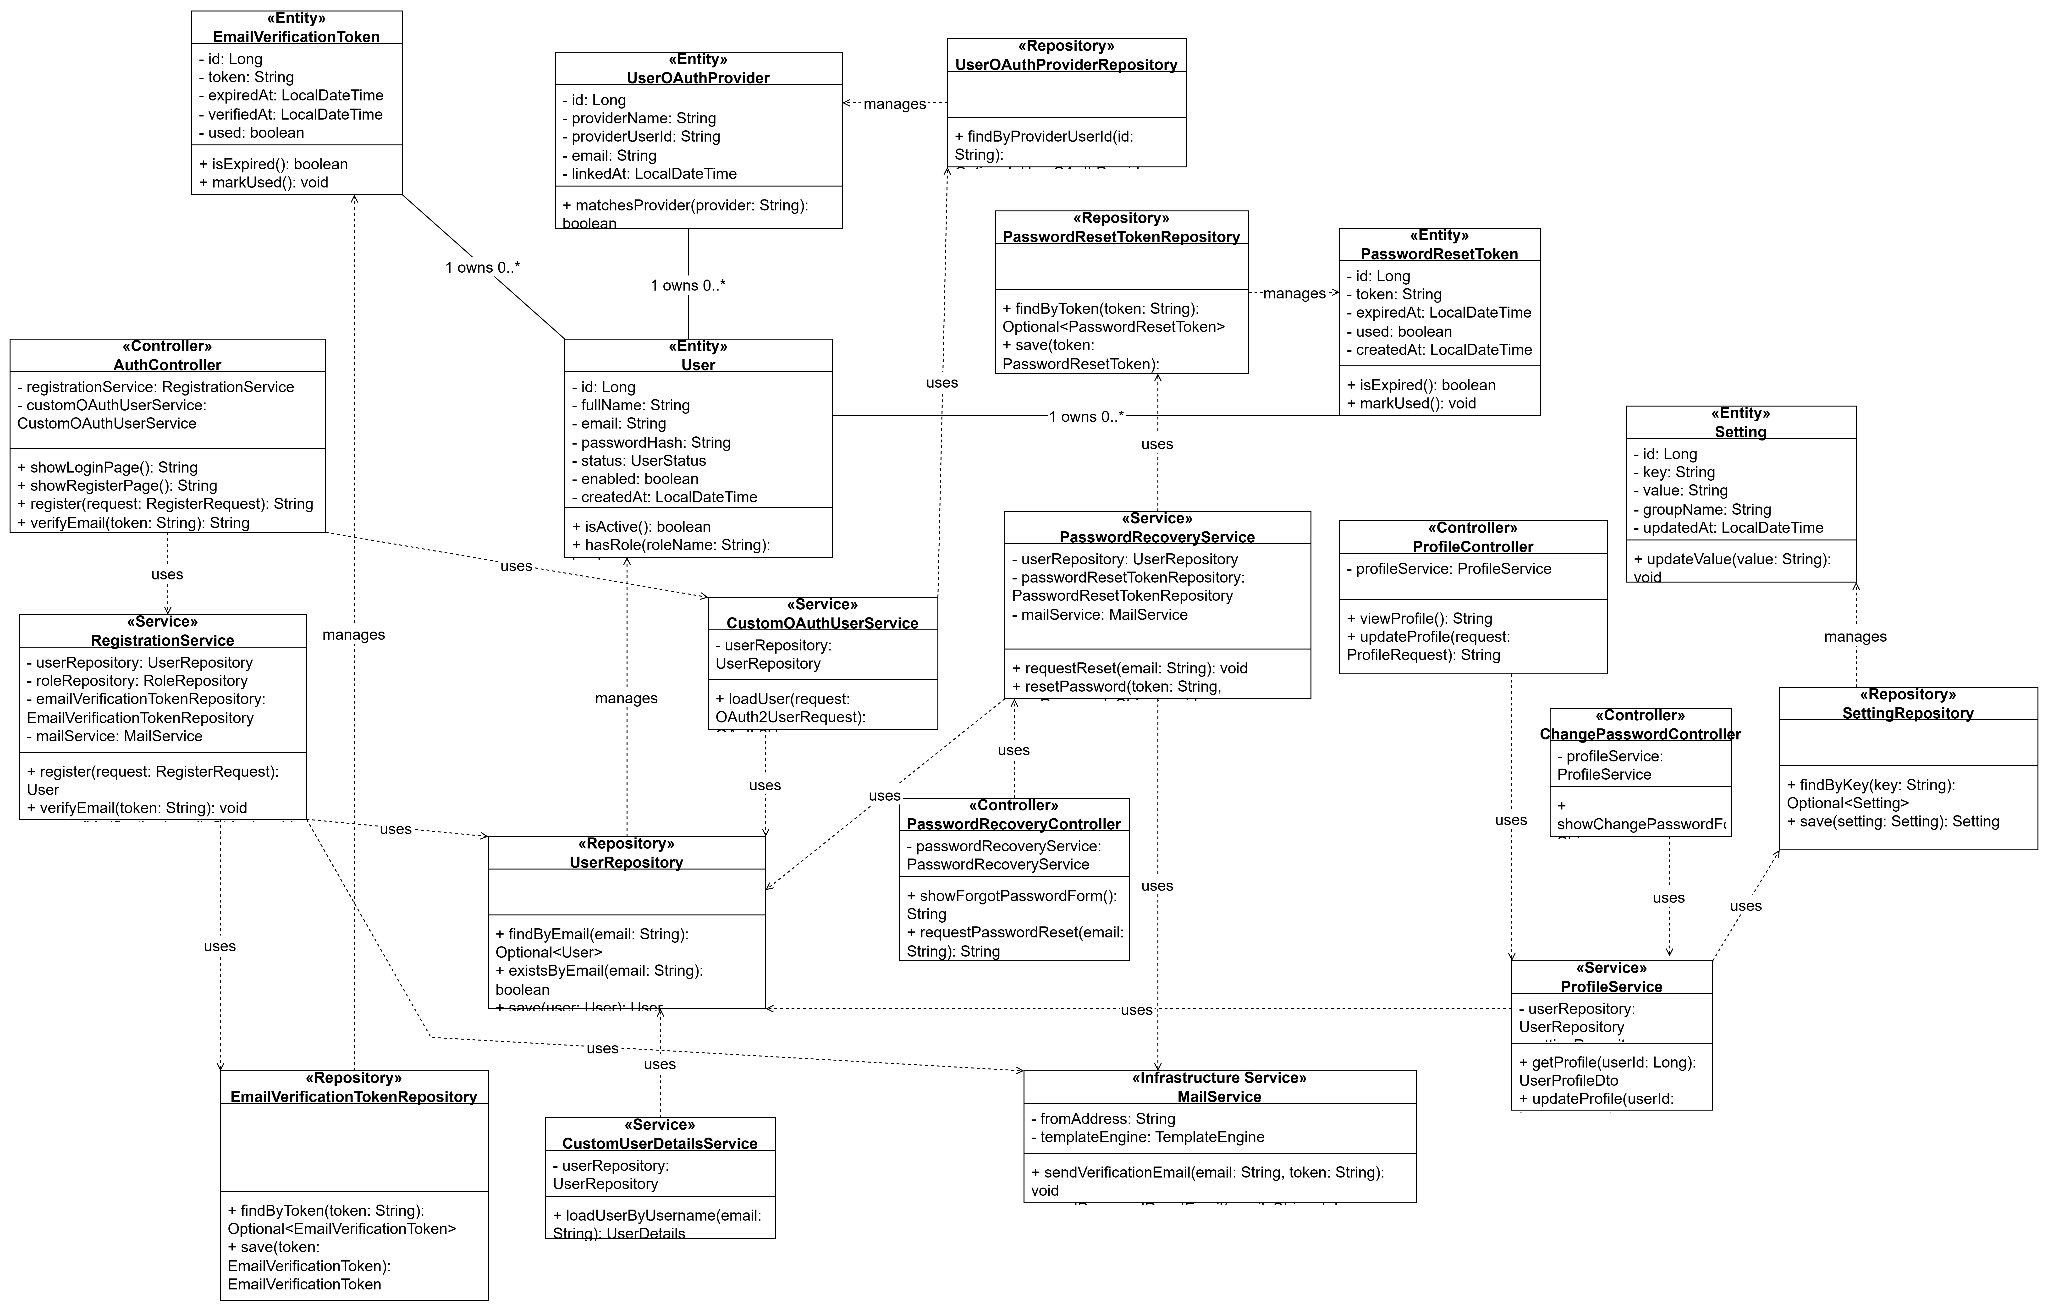 «Entity»
EmailVerificationToken
- id: Long
- token: String
- expiredAt: LocalDateTime
- verifiedAt: LocalDateTime
- used: boolean
+ isExpired(): boolean
+ markUsed(): void
«Entity»
UserOAuthProvider
- id: Long
- providerName: String
- providerUserId: String
- email: String
- linkedAt: LocalDateTime
+ matchesProvider(provider: String):
boolean
manages
«Repository»
UserOAuthProviderRepository
+ findByProviderUserId(id:
String):
1 owns 0..*
1 owns 0..*
«Repository»
PasswordResetTokenRepository
+ findByToken(token: String):
Optional<PasswordResetToken>
+ save(token:
PasswordResetToken):
manages
«Entity»
PasswordResetToken
- id: Long
- token: String
- expiredAt: LocalDateTime
- used: boolean
- createdAt: LocalDateTime
+ isExpired(): boolean
+ markUsed(): void
«Controller»
AuthController
- registrationService: RegistrationService
- customOAuthUserService:
CustomOAuthUserService
+ showLoginPage(): String
+ showRegisterPage(): String
+ register(request: RegisterRequest): String
+ verifyEmail(token: String): String
«Entity»
User
- id: Long
- fullName: String
- email: String
- passwordHash: String
- status: UserStatus
- enabled: boolean
- createdAt: LocalDateTime
+ isActive(): boolean
+ hasRole(roleName: String):
uses
1 owns 0..*
uses
«Entity»
Setting
- id: Long
- key: String
- value: String
- groupName: String
- updatedAt: LocalDateTime
+ updateValue(value: String):
void
uses
uses
«Service»
PasswordRecoveryService
- userRepository: UserRepository
- passwordResetTokenRepository:
PasswordResetTokenRepository
- mailService: MailService
+ requestReset(email: String): void
+ resetPassword(token: String,
«Controller»
ProfileController
- profileService: ProfileService
+ viewProfile(): String
+ updateProfile(request:
ProfileRequest): String
«Service»
RegistrationService
- userRepository: UserRepository
- roleRepository: RoleRepository
- emailVerificationTokenRepository:
EmailVerificationTokenRepository
- mailService: MailService
+ register(request: RegisterRequest):
User
+ verifyEmail(token: String): void
manages
manages
«Service»
CustomOAuthUserService
- userRepository:
UserRepository
+ loadUser(request:
OAuth2UserRequest):
manages
«Controller»
ChangePasswordController
- profileService:
ProfileService
+
showChangePasswordFo
«Repository»
SettingRepository
+ findByKey(key: String):
Optional<Setting>
+ save(setting: Setting): Setting
uses
uses
uses
uses
uses
«Repository»
UserRepository
+ findByEmail(email: String):
Optional<User>
+ existsByEmail(email: String):
boolean
+ save(user: User): User
«Controller»
PasswordRecoveryController
- passwordRecoveryService:
PasswordRecoveryService
+ showForgotPasswordForm():
String
+ requestPasswordReset(email:
String): String
uses
uses
uses
uses
uses
uses
uses
«Service»
ProfileService
- userRepository:
UserRepository
+ getProfile(userId: Long):
UserProfileDto
+ updateProfile(userId:
«Repository»
EmailVerificationTokenRepository
+ findByToken(token: String):
Optional<EmailVerificationToken>
+ save(token:
EmailVerificationToken):
EmailVerificationToken
«Service»
CustomUserDetailsService
- userRepository:
UserRepository
+ loadUserByUsername(email:
String): UserDetails
«Infrastructure Service»
MailService
- fromAddress: String
- templateEngine: TemplateEngine
+ sendVerificationEmail(email: String, token: String):
void